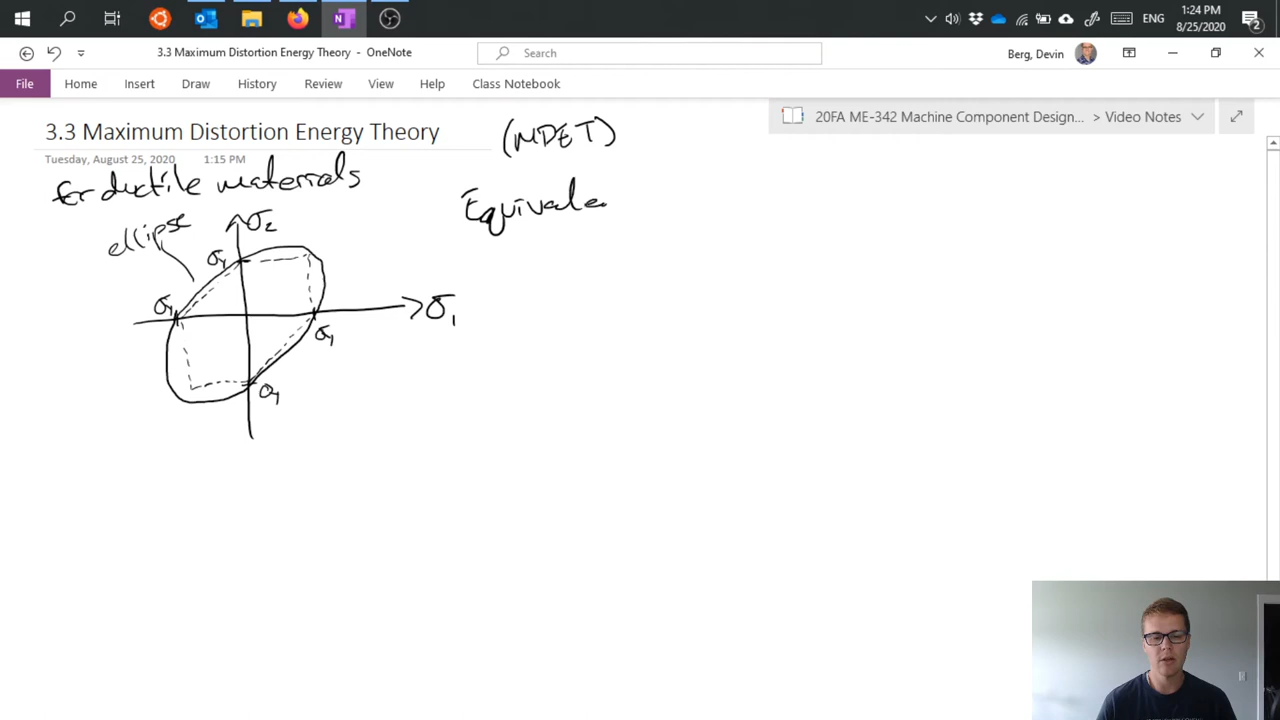 1:24 PM
ENG
8/25/2020
2
3.3 Maximum Distortion Energy Theory - OneNote
Search
Berg, Devin
File Home Insert Draw History Review View Help Class Notebook
20FA ME-342 Machine Component Design... > Video Notes
3.3 Maximum Distortion Energy Theory
(MDET)
Tuesday, August 25, 2020 1:15 PM
for ductile materials
Equivale
ellipse
σ2
σy
σy
σ1
σy
σy